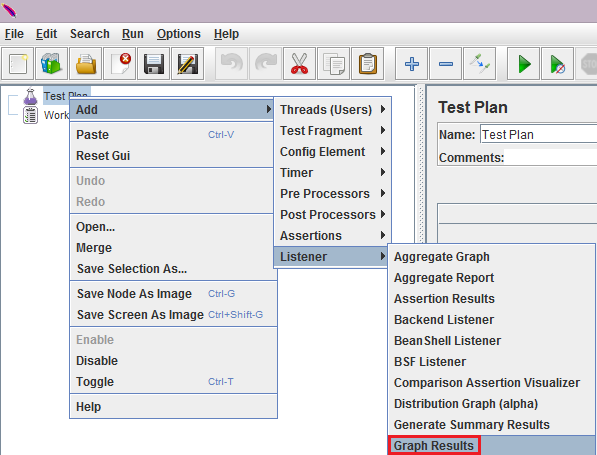 File Edit Search Run Options Help
Test Plan
Work
Add
Paste Ctrl-V
Reset Gui
Undo
Redo
Open...
Merge
Save Selection As...
Save Node As Image Ctrl-G
Save Screen As Image Ctrl+Shift-G
Enable
Disable
Toggle Ctrl-T
Help
Threads (Users)
Test Fragment
Config Element
Timer
Pre Processors
Post Processors
Assertions
Listener
Aggregate Graph
Aggregate Report
Assertion Results
Backend Listener
BeanShell Listener
BSF Listener
Comparison Assertion Visualizer
Distribution Graph (alpha)
Generate Summary Results
Graph Results
Test Plan
Name: Test Plan
Comments: